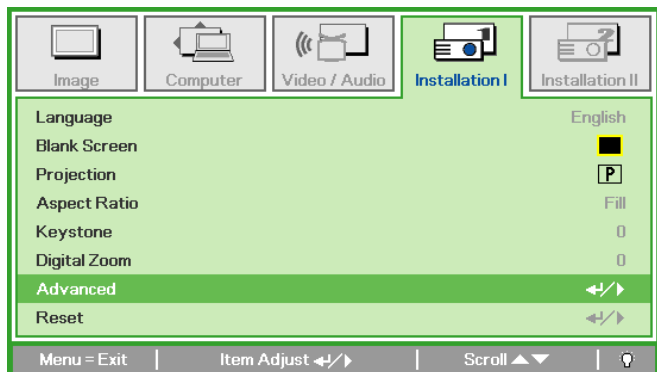 Image Computer Video / Audio Installation I Installation II
Language English
Blank Screen
Projection P
Aspect Ratio Fill
Keystone 0
Digital Zoom 0
Advanced
Reset
Menu = Exit Item Adjust Scroll